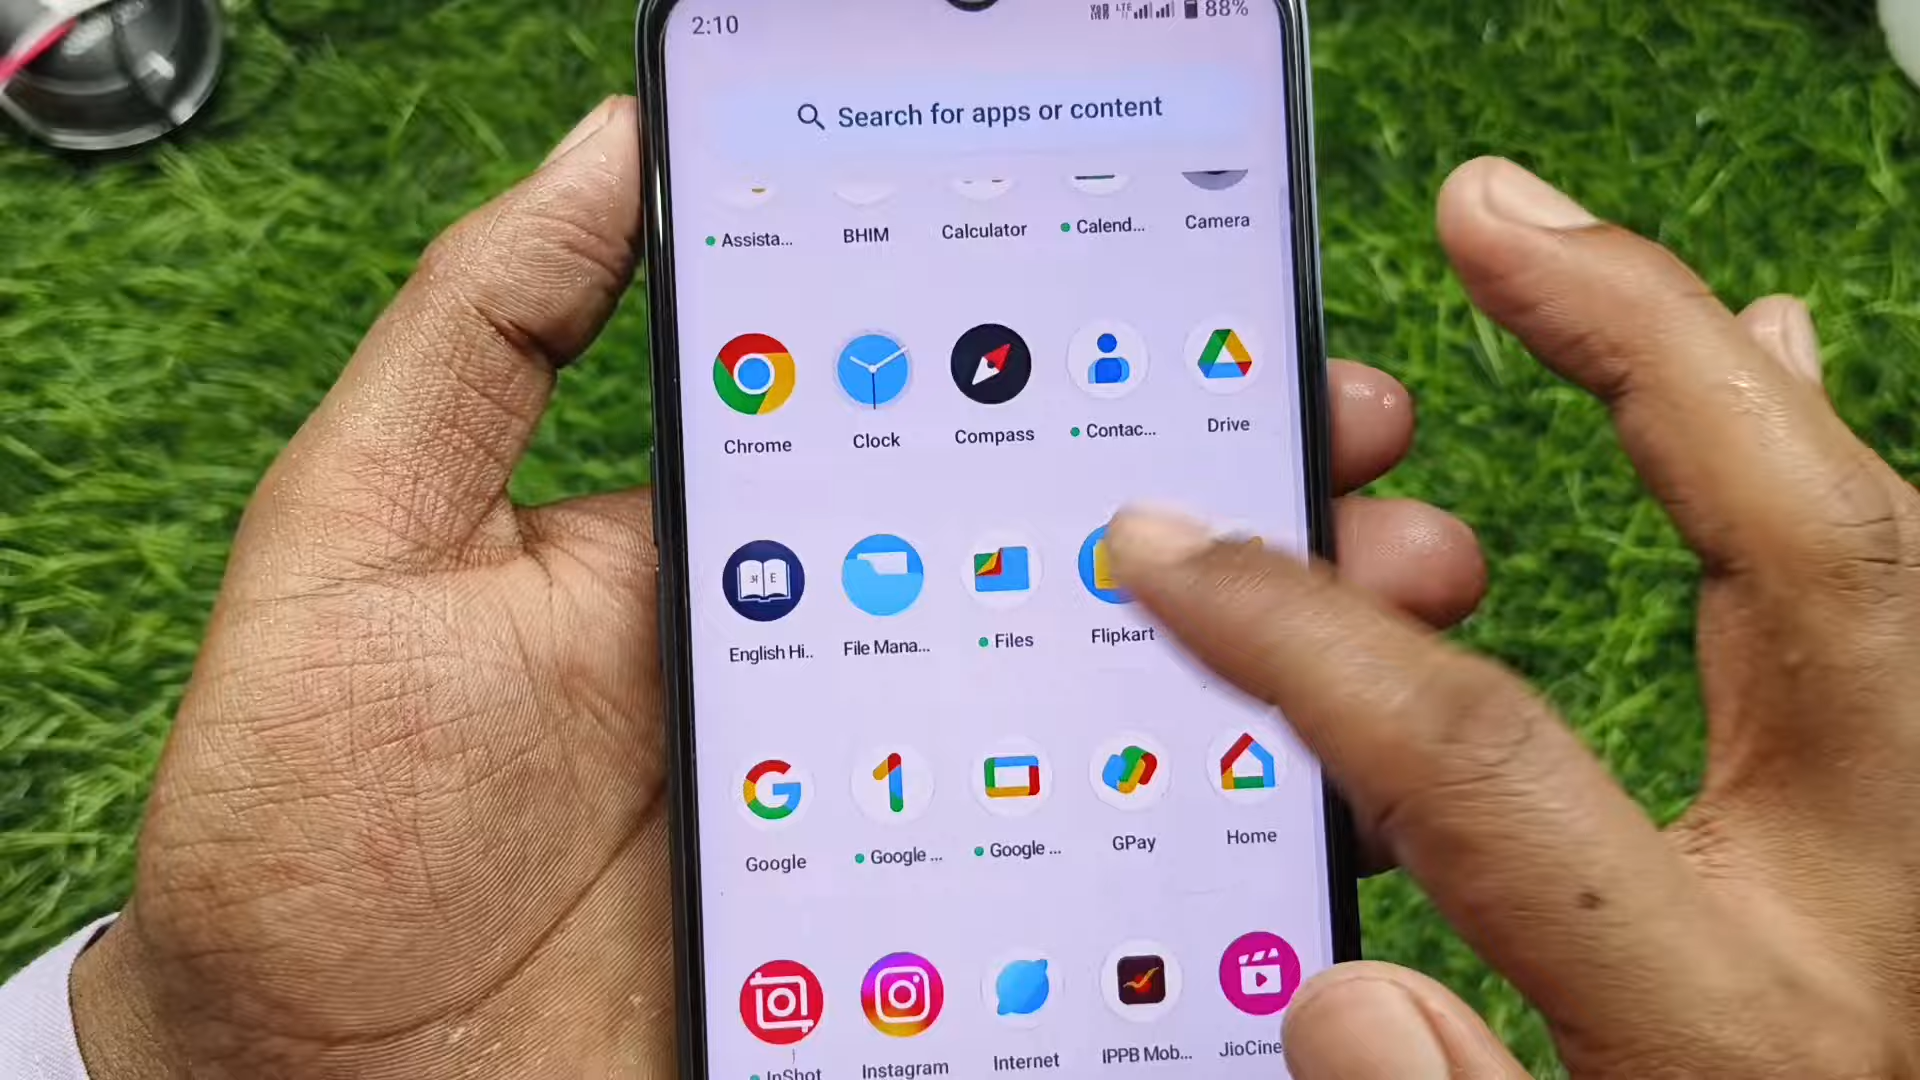 2:10
LTE
88%
Search for apps or content
Assista...
BHIM
Calculator
Calend...
Camera
Chrome
Clock
Compass
Contac...
Drive
अ E
English Hi..
File Mana...
Files
Flipkart
Google
Google ...
Google ...
GPay
Home
InShot
Instagram
Internet
IPPB Mob...
JioCine